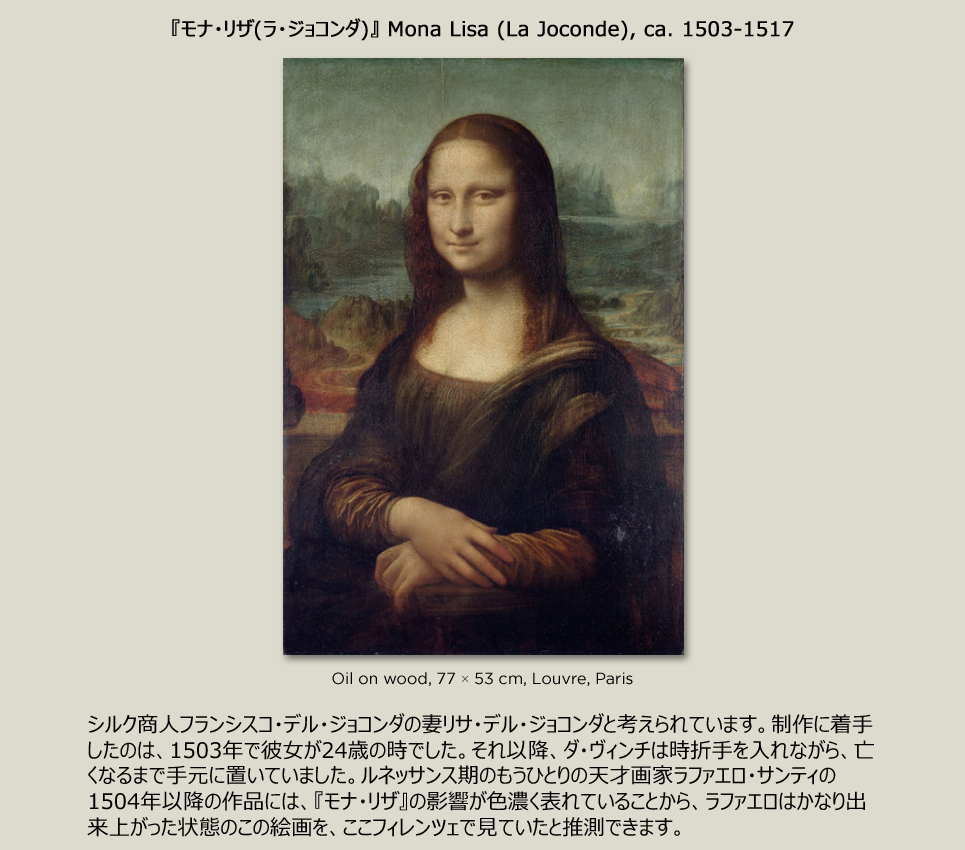 『モナ・リザ(ラ・ジョコンダ)』 Mona Lisa (La Joconde), ca. 1503-1517
Oil on wood, 77 × 53 cm, Louvre, Paris
シルク商人フランシスコ・デル・ジョコンダの妻リサ・デル・ジョコンダと考えられています。制作に着手
したのは、1503年で彼女が24歳の時でした。それ以降、ダ・ヴィンチは時折手を入れながら、亡
くなるまで手元に置いていました。ルネッサンス期のもうひとりの天才画家ラファエロ・サンティの
1504年以降の作品には、『モナ・リザ』の影響が色濃く表れていることから、ラファエロはかなり出
来上がった状態のこの絵画を、ここフィレンツェで見ていたと推測できます。